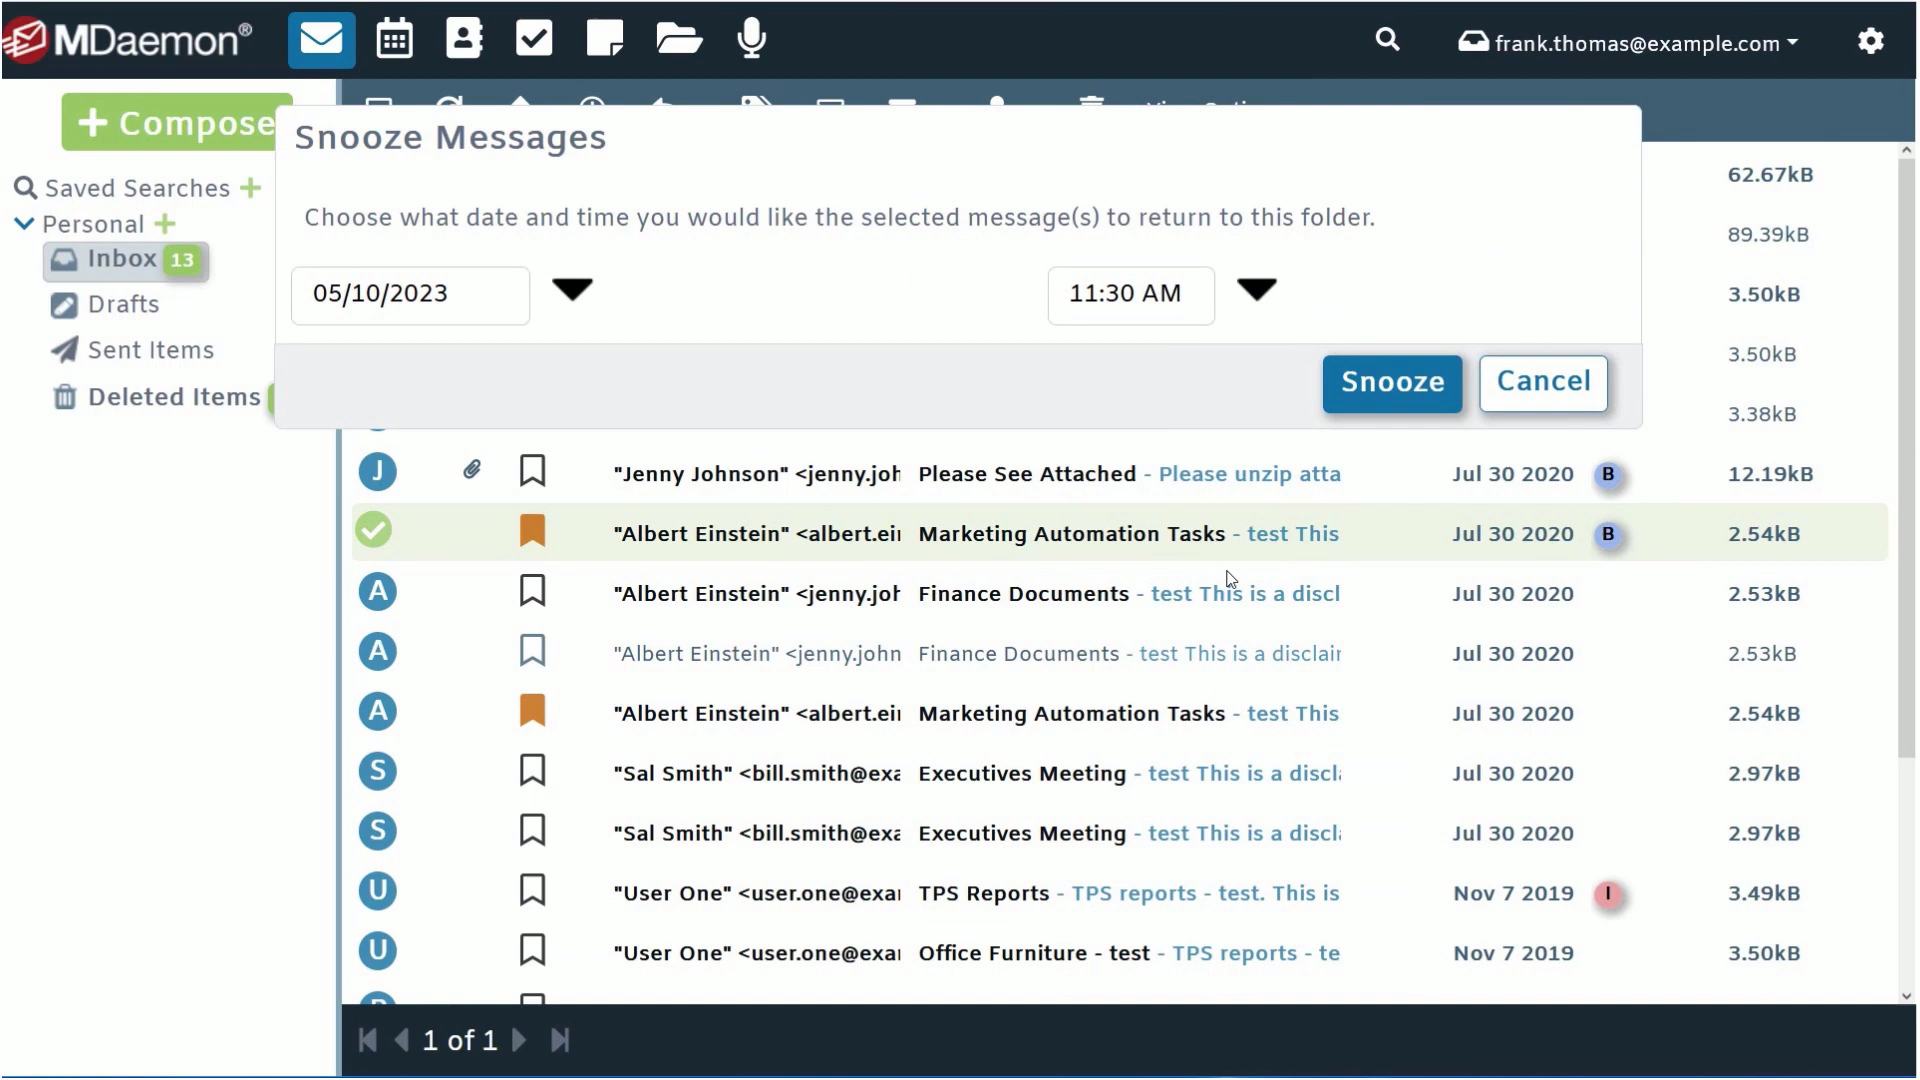 MDaemon®
frank.thomas@example.com
+ Compose
Snooze Messages
Saved Searches +
Personal +
Inbox 13
Drafts
Sent Items
Deleted Items
Choose what date and time you would like the selected message(s) to return to this folder.
05/10/2023 11:30 AM
Snooze Cancel
62.67kB
89.39kB
3.50kB
3.50kB
3.38kB
J "Jenny Johnson" <jenny.joh Please See Attached - Please unzip atta Jul 30 2020 B 12.19kB
"Albert Einstein" <albert.ein Marketing Automation Tasks - test This Jul 30 2020 B 2.54kB
A "Albert Einstein" <jenny.joh Finance Documents - test This is a discl Jul 30 2020 2.53kB
A "Albert Einstein" <jenny.john Finance Documents - test This is a disclair Jul 30 2020 2.53kB
A "Albert Einstein" <albert.ein Marketing Automation Tasks - test This Jul 30 2020 2.54kB
S "Sal Smith" <bill.smith@exa Executives Meeting - test This is a discl Jul 30 2020 2.97kB
S "Sal Smith" <bill.smith@exa Executives Meeting - test This is a discl Jul 30 2020 2.97kB
U "User One" <user.one@exa TPS Reports - TPS reports - test. This is Nov 7 2019 I 3.49kB
U "User One" <user.one@exa Office Furniture - test - TPS reports - te Nov 7 2019 3.50kB
1 of 1